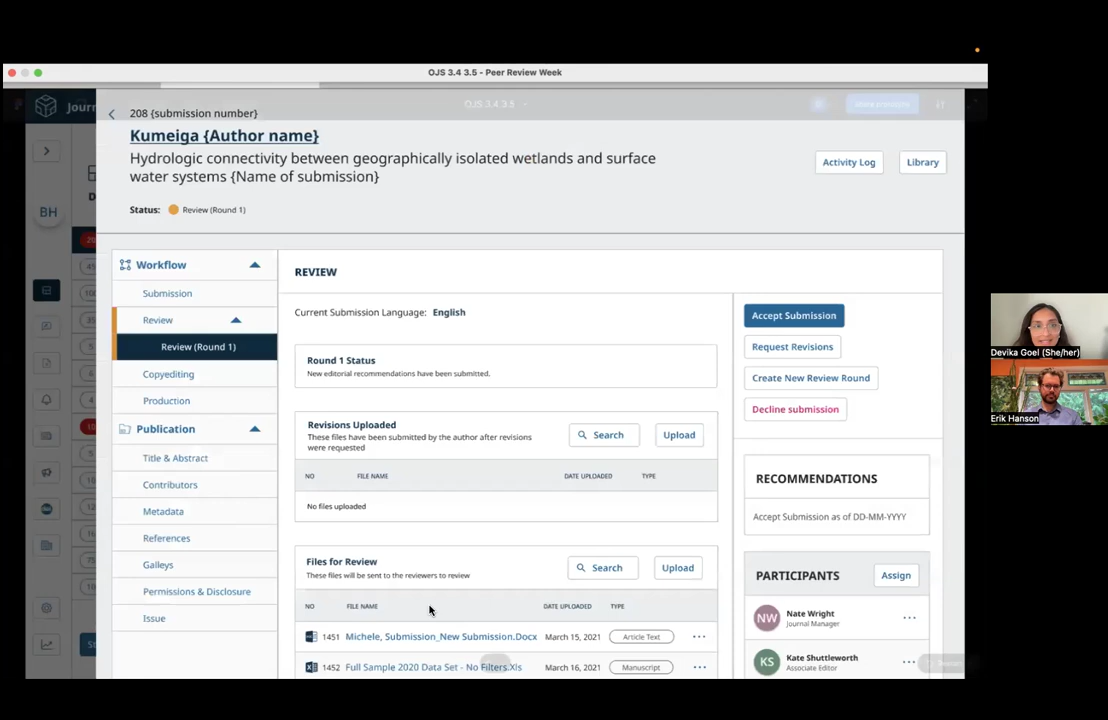 OJS 3.4 3.5 - Peer Review Week
Journ
OJS 3.4 3.5
208 {submission number}
Kumeiga {Author name}
Hydrologic connectivity between geographically isolated wetlands and surface
water systems {Name of submission}
Activity Log
Library
Status:
Review (Round 1)
BH
Workflow
Submission
Review
Review (Round 1)
Copyediting
Production
Publication
Title & Abstract
Contributors
Metadata
References
Galleys
Permissions & Disclosure
Issue
REVIEW
Current Submission Language: English
Round 1 Status
New editorial recommendations have been submitted.
Revisions Uploaded
These files have been submitted by the author after revisions
were requested
Search
Upload
NO FILE NAME DATE UPLOADED TYPE
No files uploaded
Files for Review
These files will be sent to the reviewers to review
Search
Upload
NO FILE NAME DATE UPLOADED TYPE
1451 Michele, Submission_New Submission.Docx March 15, 2021 Article Text
1452 Full Sample 2020 Data Set - No Filters.Xls March 16, 2021 Manuscript
Accept Submission
Request Revisions
Create New Review Round
Decline submission
RECOMMENDATIONS
Accept Submission as of DD-MM-YYYY
PARTICIPANTS
Assign
NW
Nate Wright
Journal Manager
KS
Kate Shuttleworth
Associate Editor
Devika Goel (She/her)
Erik Hanson